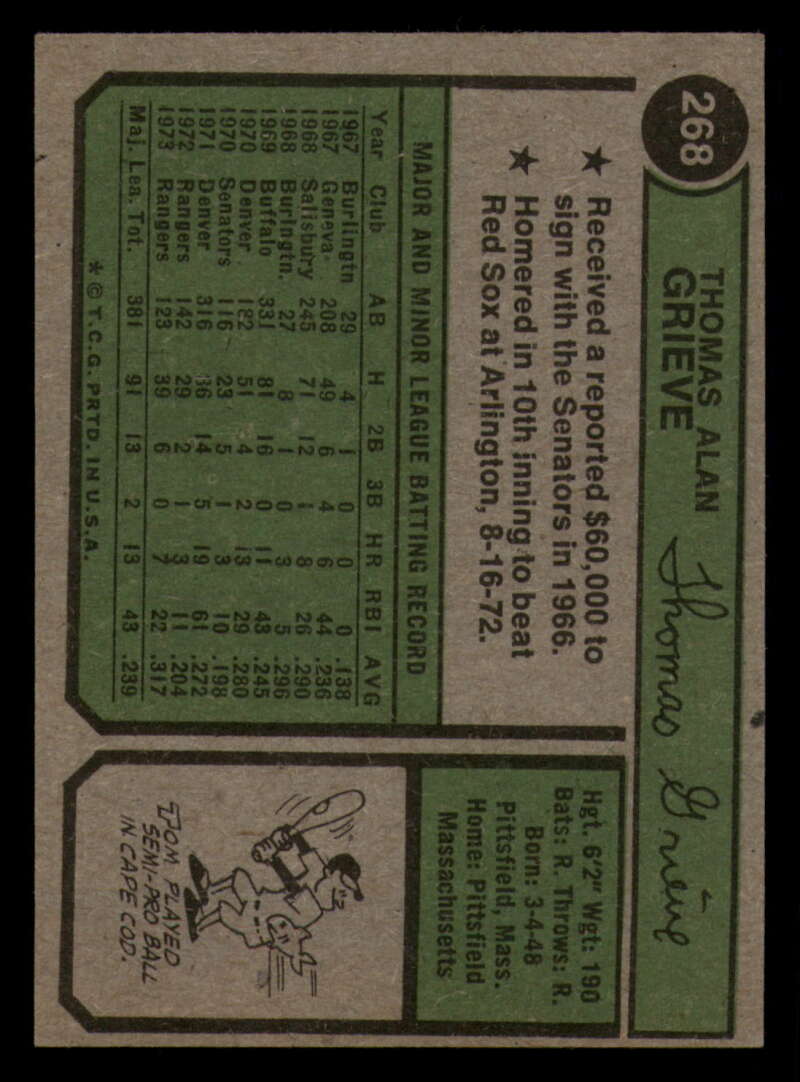 268
THOMAS ALAN
GRIEVE
Thomas Grieve
★ Received a reported $60,000 to
sign with the Senators in 1966.
★ Homered in 10th inning to beat
Red Sox at Arlington, 8-16-72.
MAJOR AND MINOR LEAGUE BATTING RECORD
Year Club AB H 2B 3B HR RBI AVG
1967 Burlingtn 29 4 1 0 0 0 .138
1967 Geneva 208 49 6 4 6 44 .236
1968 Salisbury 245 71 12 1 8 26 .290
1968 Burlngtn. 27 8 1 0 3 5 .296
1969 Buffalo 331 81 16 0 11 43 .245
1970 Denver 182 51 4 2 13 29 .280
1970 Senators 116 23 5 1 3 10 .198
1971 Denver 316 86 14 5 19 61 .272
1972 Rangers 142 29 2 1 3 11 .204
1973 Rangers 123 39 6 0 7 22 .317
Maj. Lea. Tot. 381 91 13 2 13 43 .239
* © T.C.G. PRTD. IN U.S.A.
Hgt. 6'2" Wgt: 190
Bats: R. Throws: R.
Born: 3-4-48
Pittsfield, Mass.
Home: Pittsfield
Massachusetts
TOM PLAYED
SEMI-PRO BALL
IN CAPE COD.